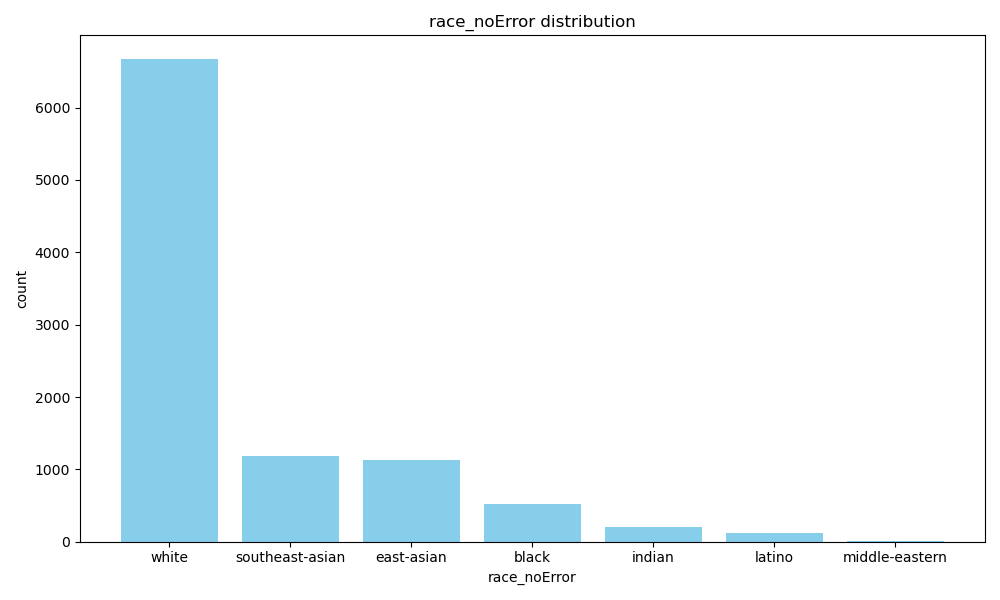 race_noError distribution
count
6000
5000
4000
3000
2000
1000
0
white southeast-asian east-asian black indian latino middle-eastern
race_noError